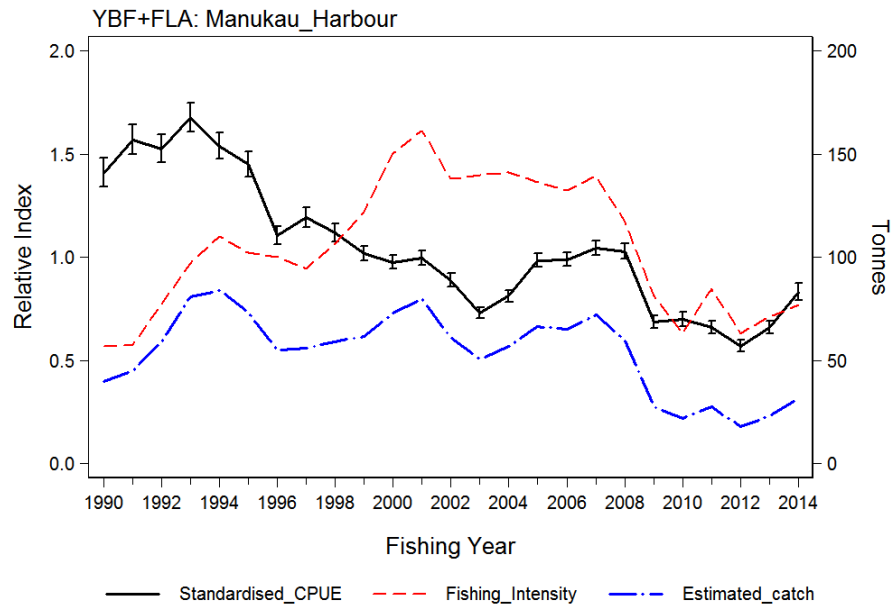 YBF+FLA: Manukau_Harbour
2.0
1.5
1.0
0.5
0.0
Relative Index
200
150
100
50
0
Tonnes
1990 1992 1994 1996 1998 2000 2002 2004 2006 2008 2010 2012 2014
Fishing Year
Standardised_CPUE Fishing_Intensity Estimated_catch